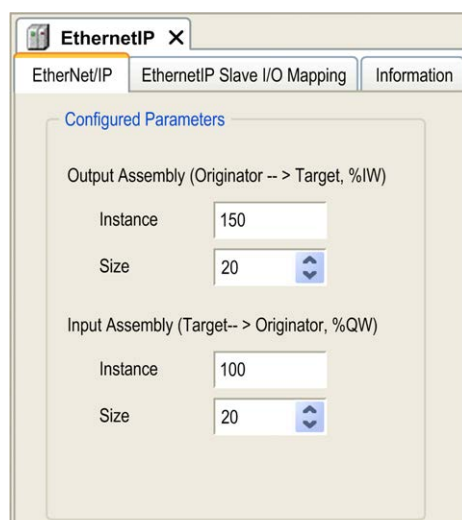 EthernetIP X
EtherNet/IP EthernetIP Slave I/O Mapping Information
Configured Parameters
Output Assembly (Originator -- > Target, %IW)
Instance 150
Size 20
Input Assembly (Target-- > Originator, %QW)
Instance 100
Size 20